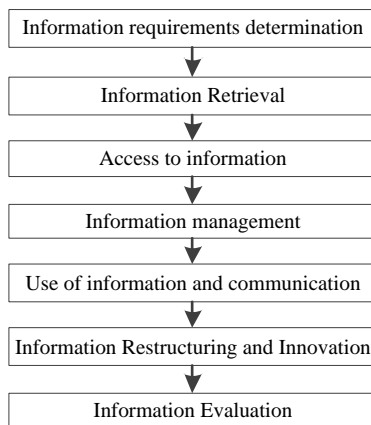 Information requirements determination
Information Retrieval
Access to information
Information management
Use of information and communication
Information Restructuring and Innovation
Information Evaluation